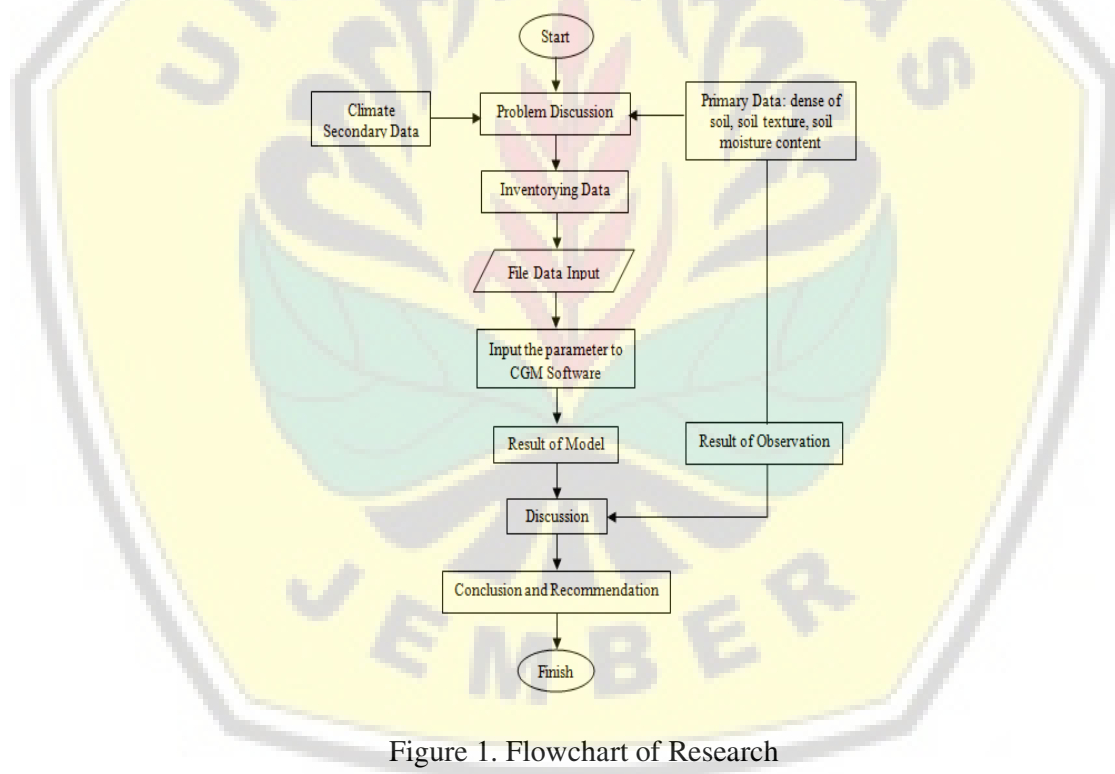 Start
Climate
Secondary Data
Problem Discussion
Primary Data: dense of
soil, soil texture, soil
moisture content
Inventorying Data
File Data Input
Input the parameter to
CGM Software
Result of Model
Result of Observation
Discussion
Conclusion and Recommendation
Finish
JEMBER
Figure 1. Flowchart of Research